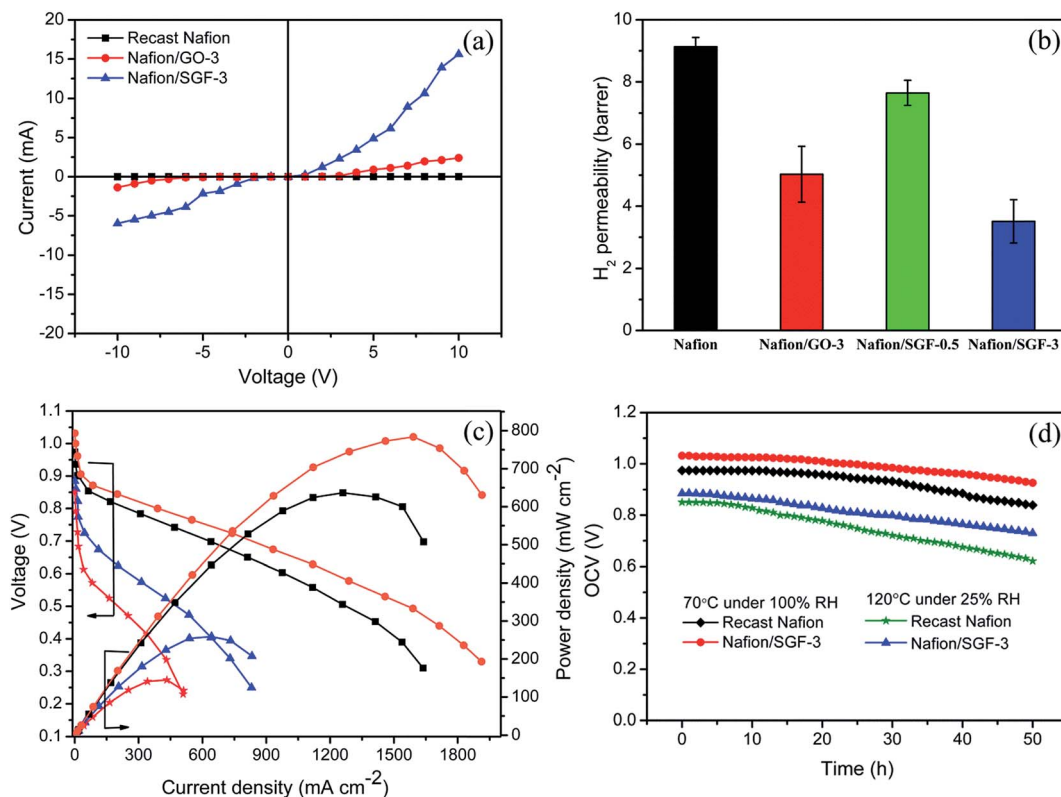 (a)
Recast Nafion
Nafion/GO-3
Nafion/SGF-3
20
15
10
5
0
-5
-10
-15
-20
Current (mA)
-10 -5 0 5 10
Voltage (V)
(b)
10
8
6
4
2
0
H2 permeability (barrer)
Nafion Nafion/GO-3 Nafion/SGF-0.5 Nafion/SGF-3
(c)
1.1
1.0
0.9
0.8
0.7
0.6
0.5
0.4
0.3
0.2
0.1
Voltage (V)
800
700
600
500
400
300
200
100
0
Power density (mW cm-2)
0 300 600 900 1200 1500 1800
Current density (mA cm-2)
(d)
1.2
1.0
0.8
0.6
0.4
0.2
0.0
OCV (V)
70°C under 100% RH 120°C under 25% RH
Recast Nafion Recast Nafion
Nafion/SGF-3 Nafion/SGF-3
0 10 20 30 40 50
Time (h)